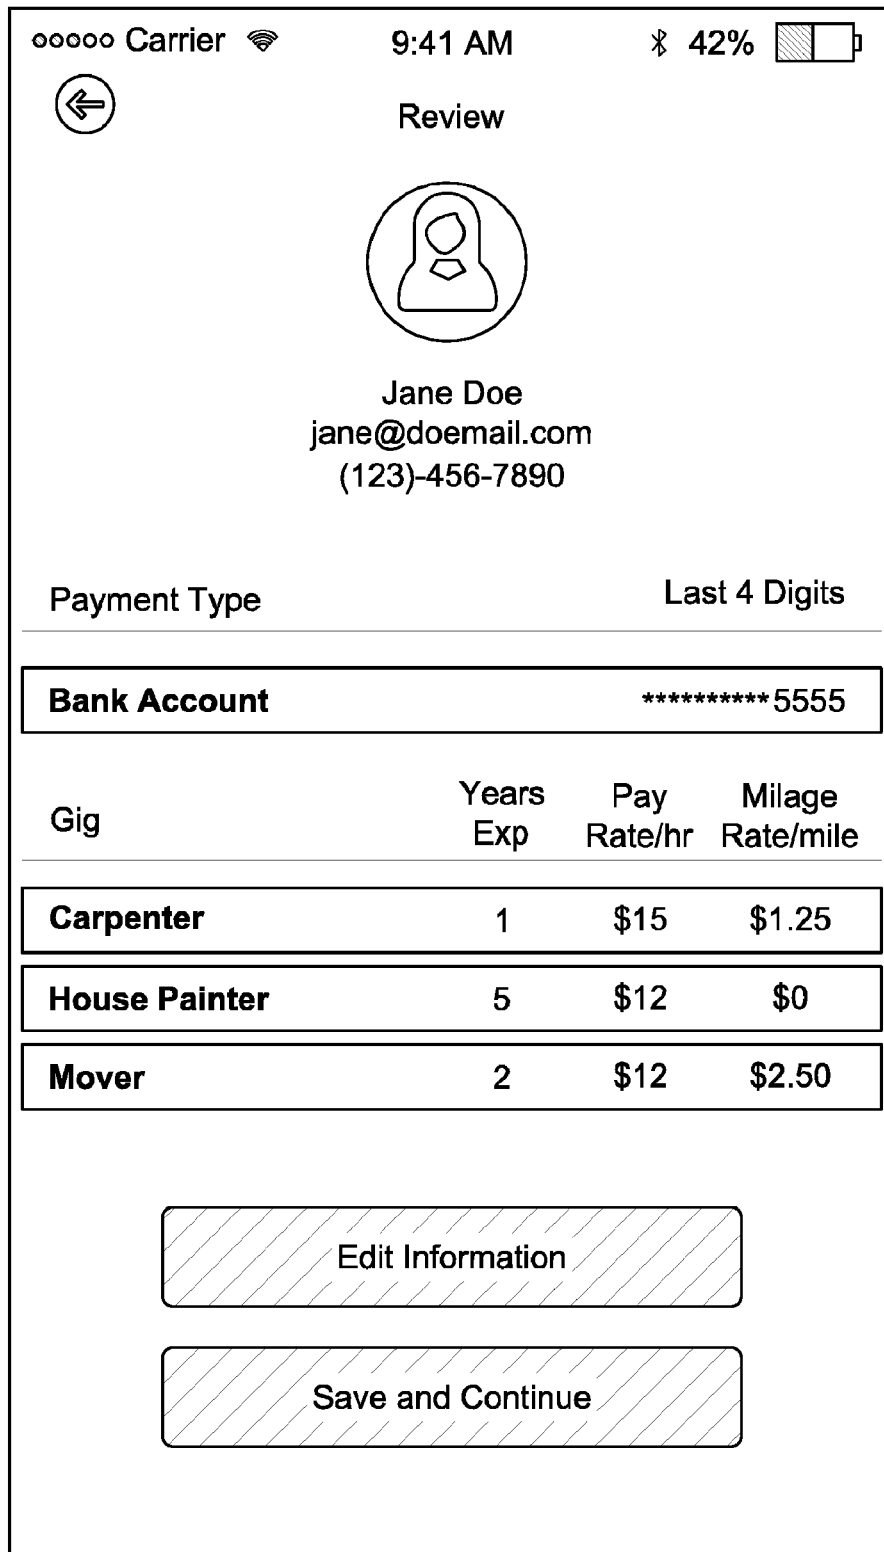 Carrier 9:41 AM 42%
Review
Jane Doe
jane@doemail.com
(123)-456-7890
Payment Type Last 4 Digits
Bank Account **********5555
Gig Years Exp Pay Rate/hr Milage Rate/mile
Carpenter 1 $15 $1.25
House Painter 5 $12 $0
Mover 2 $12 $2.50
Edit Information
Save and Continue